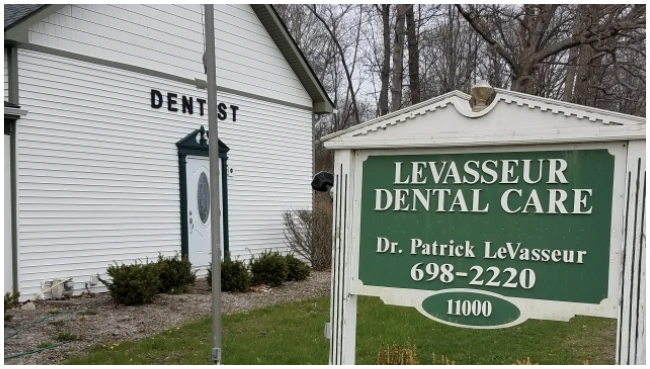 DENTIST
LEVASSEUR
DENTAL CARE
Dr. Patrick LeVasseur
698-2220
11000